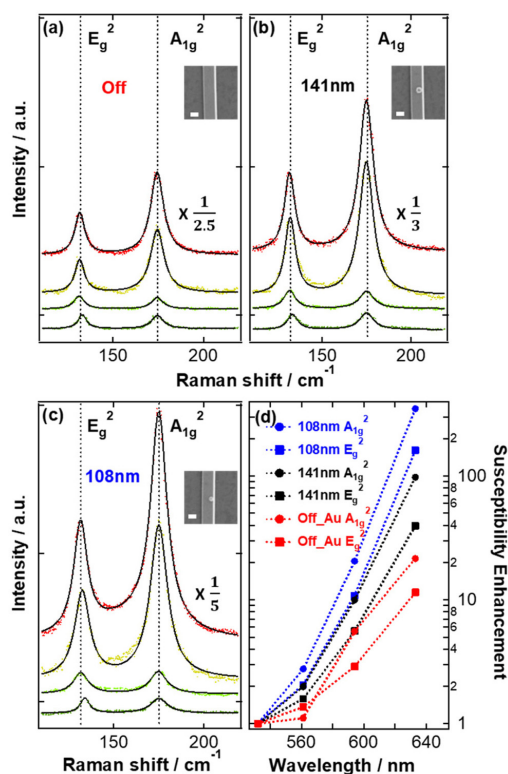 (a) E_g^2 A_1g^2
Off
X 1/2.5
(b) E_g^2 A_1g^2
141nm
X 1/3
Intensity / a.u.
150 200 150 200
Raman shift / cm^-1
(c) E_g^2 A_1g^2
108nm
X 1/5
Intensity / a.u.
150 200
Raman shift / cm^-1
(d)
108nm A_1g^2
108nm E_g^2
141nm A_1g^2
141nm E_g^2
Off_Au A_1g^2
Off_Au E_g^2
2
100
8
6
4
2
10
8
6
4
2
1
Susceptibility Enhancement
560 600 640
Wavelength / nm